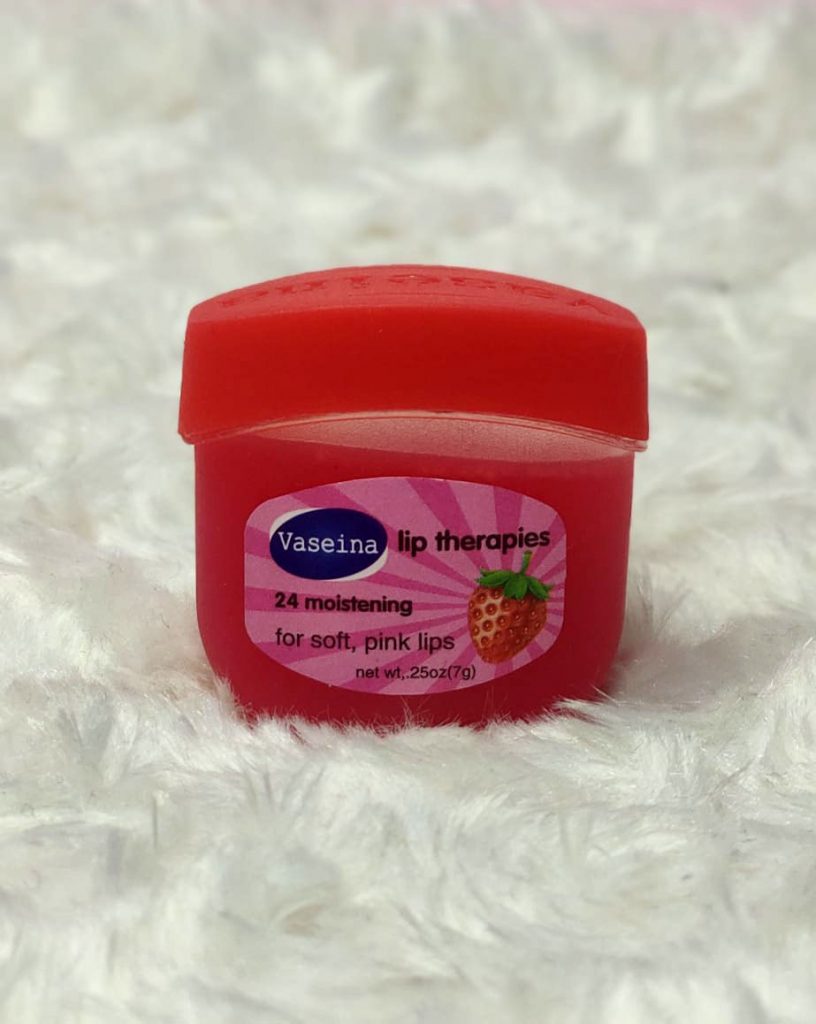 Vaseina lip therapies
24 moistening
for soft, pink lips
net wt,.25oz(7g)